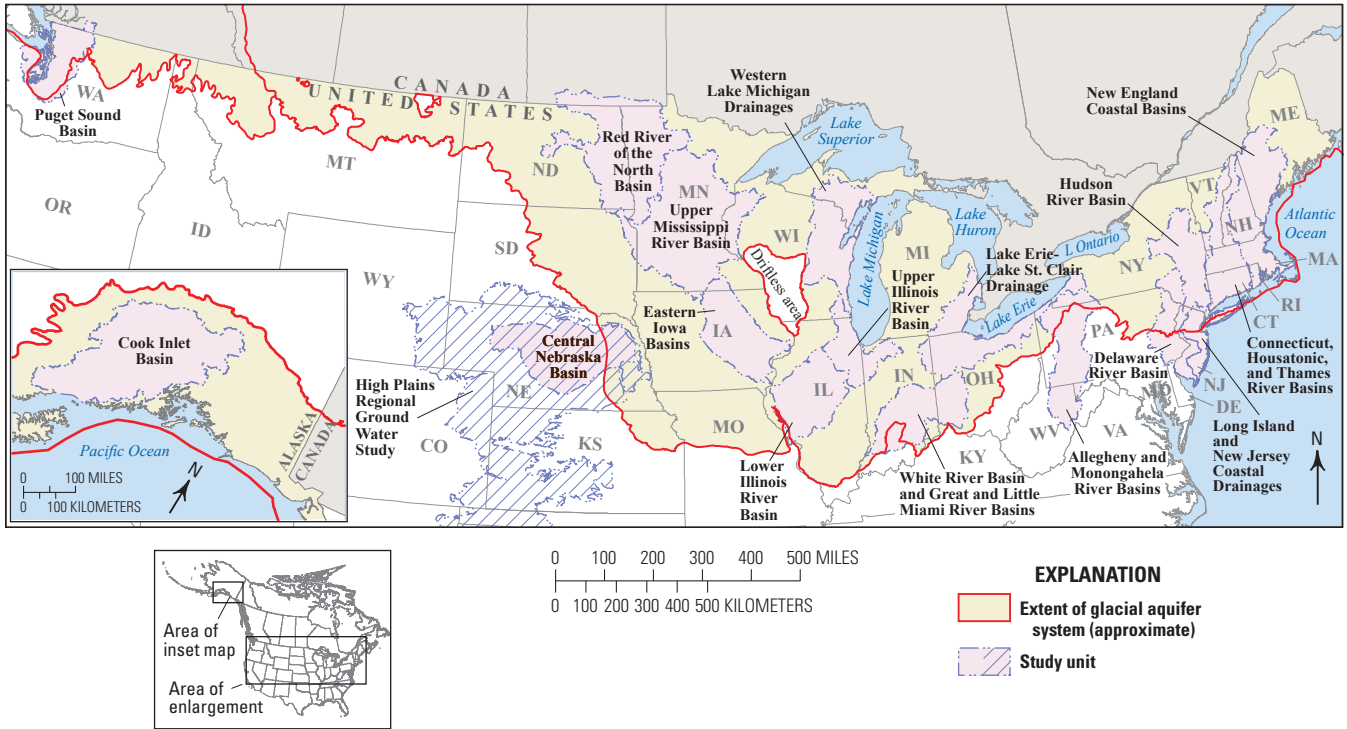 CANADA
UNITED STATES
WA
Puget Sound
Basin
OR
ID
MT
WY
ND
SD
NE
CO
KS
MN
IA
MO
WI
IL
MI
IN
OH
KY
WV
VA
PA
NY
VT
NH
ME
MA
RI
CT
NJ
DE
MD
Red River
of the
North
Basin
Upper
Mississippi
River Basin
Western
Lake Michigan
Drainages
Lake
Superior
Lake Michigan
Lake
Huron
L Ontario
Lake Erie
Driftless area
Eastern
Iowa
Basins
Upper
Illinois
River
Basin
Lake Erie-
Lake St. Clair
Drainage
Hudson
River Basin
New England
Coastal Basins
Atlantic
Ocean
Central
Nebraska
Basin
High Plains
Regional
Ground
Water
Study
Lower
Illinois
River
Basin
White River Basin
and Great and Little
Miami River Basins
Allegheny and
Monongahela
River Basins
Delaware
River Basin
Connecticut,
Housatonic,
and Thames
River Basins
Long Island
and
New Jersey
Coastal
Drainages
N
Cook Inlet
Basin
Pacific Ocean
ALASKA
CANADA
N
0 100 MILES
0 100 KILOMETERS
Area of
inset map
Area of
enlargement
0 100 200 300 400 500 MILES
0 100 200 300 400 500 KILOMETERS
EXPLANATION
Extent of glacial aquifer
system (approximate)
Study unit